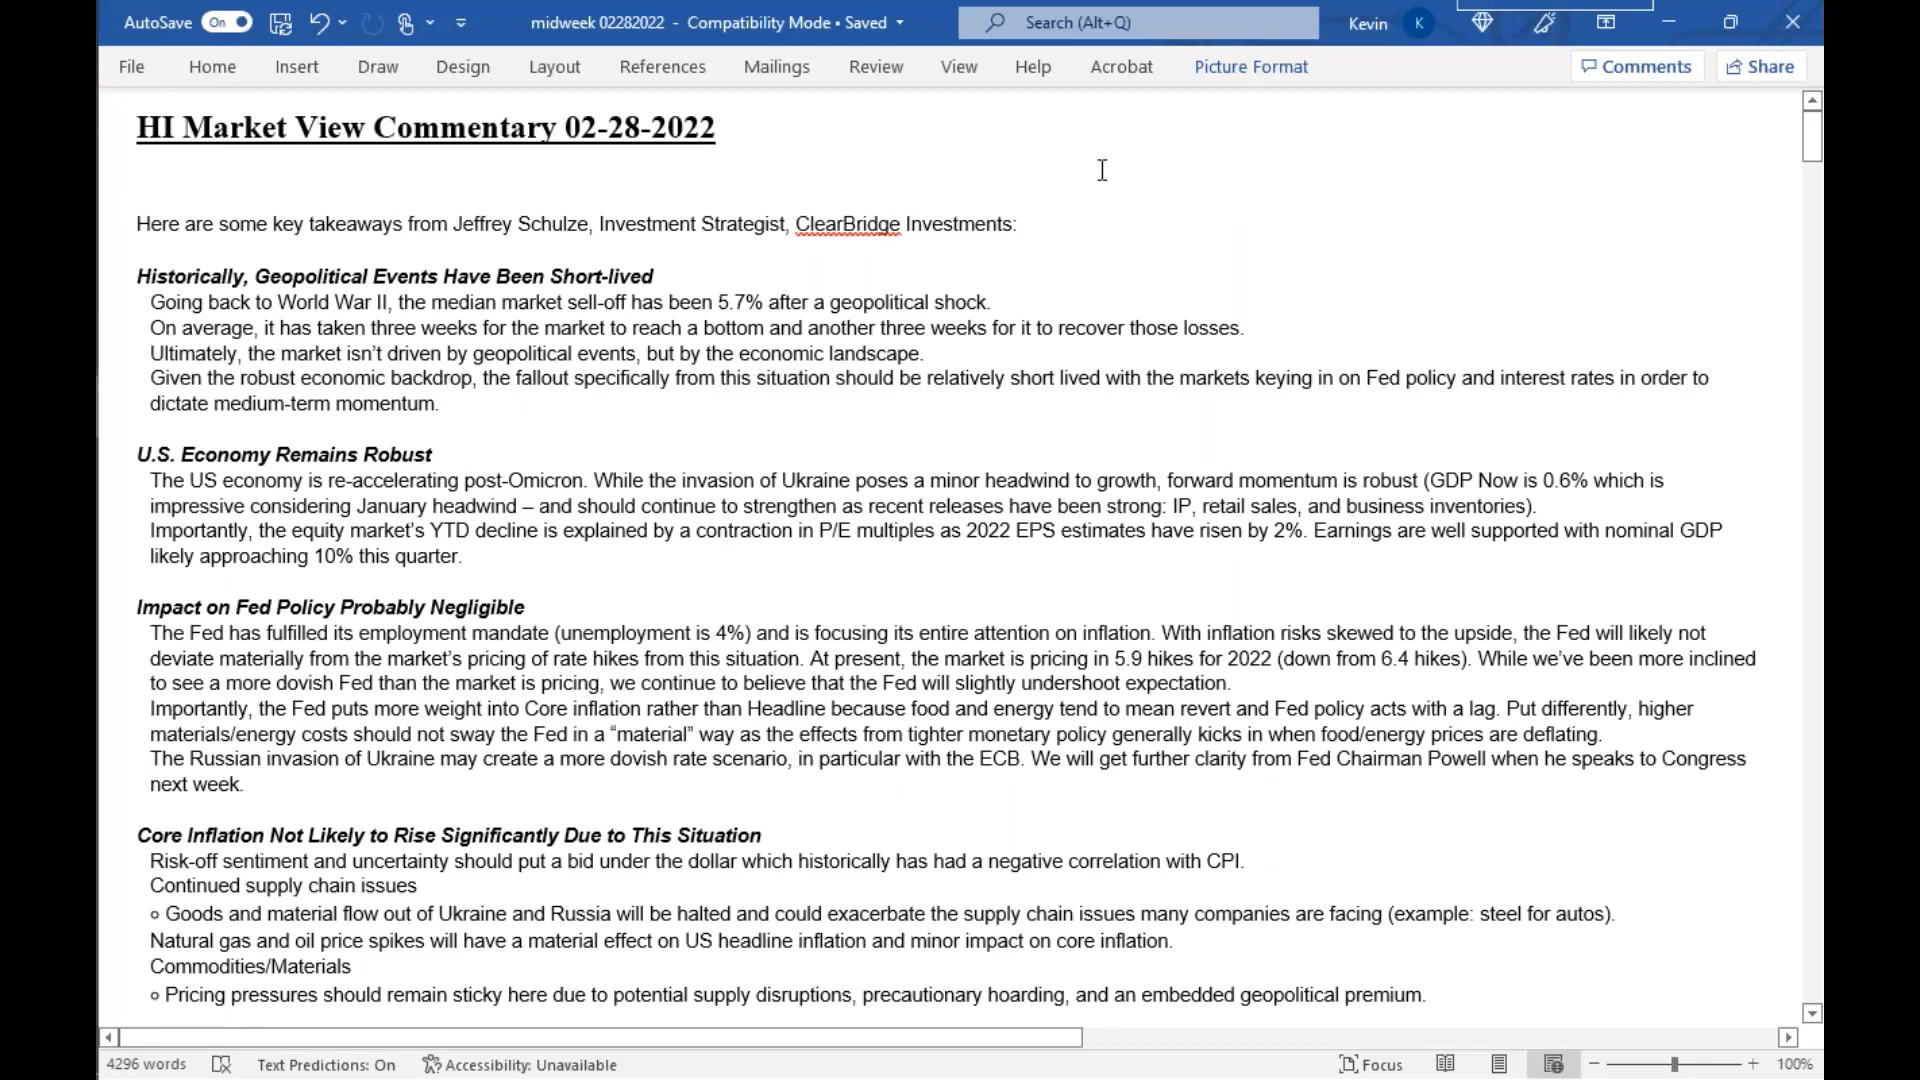 AutoSave On midweek 02282022 - Compatibility Mode • Saved Search (Alt+Q) Kevin K
File Home Insert Draw Design Layout References Mailings Review View Help Acrobat Picture Format Comments Share
HI Market View Commentary 02-28-2022
Here are some key takeaways from Jeffrey Schulze, Investment Strategist, ClearBridge Investments:
Historically, Geopolitical Events Have Been Short-lived
Going back to World War II, the median market sell-off has been 5.7% after a geopolitical shock.
On average, it has taken three weeks for the market to reach a bottom and another three weeks for it to recover those losses.
Ultimately, the market isn't driven by geopolitical events, but by the economic landscape.
Given the robust economic backdrop, the fallout specifically from this situation should be relatively short lived with the markets keying in on Fed policy and interest rates in order to
dictate medium-term momentum.
U.S. Economy Remains Robust
The US economy is re-accelerating post-Omicron. While the invasion of Ukraine poses a minor headwind to growth, forward momentum is robust (GDP Now is 0.6% which is
impressive considering January headwind – and should continue to strengthen as recent releases have been strong: IP, retail sales, and business inventories).
Importantly, the equity market's YTD decline is explained by a contraction in P/E multiples as 2022 EPS estimates have risen by 2%. Earnings are well supported with nominal GDP
likely approaching 10% this quarter.
Impact on Fed Policy Probably Negligible
The Fed has fulfilled its employment mandate (unemployment is 4%) and is focusing its entire attention on inflation. With inflation risks skewed to the upside, the Fed will likely not
deviate materially from the market's pricing of rate hikes from this situation. At present, the market is pricing in 5.9 hikes for 2022 (down from 6.4 hikes). While we've been more inclined
to see a more dovish Fed than the market is pricing, we continue to believe that the Fed will slightly undershoot expectation.
Importantly, the Fed puts more weight into Core inflation rather than Headline because food and energy tend to mean revert and Fed policy acts with a lag. Put differently, higher
materials/energy costs should not sway the Fed in a “material” way as the effects from tighter monetary policy generally kicks in when food/energy prices are deflating.
The Russian invasion of Ukraine may create a more dovish rate scenario, in particular with the ECB. We will get further clarity from Fed Chairman Powell when he speaks to Congress
next week.
Core Inflation Not Likely to Rise Significantly Due to This Situation
Risk-off sentiment and uncertainty should put a bid under the dollar which historically has had a negative correlation with CPI.
Continued supply chain issues
∘ Goods and material flow out of Ukraine and Russia will be halted and could exacerbate the supply chain issues many companies are facing (example: steel for autos).
Natural gas and oil price spikes will have a material effect on US headline inflation and minor impact on core inflation.
Commodities/Materials
∘ Pricing pressures should remain sticky here due to potential supply disruptions, precautionary hoarding, and an embedded geopolitical premium.
4296 words Text Predictions: On Accessibility: Unavailable Focus 100%